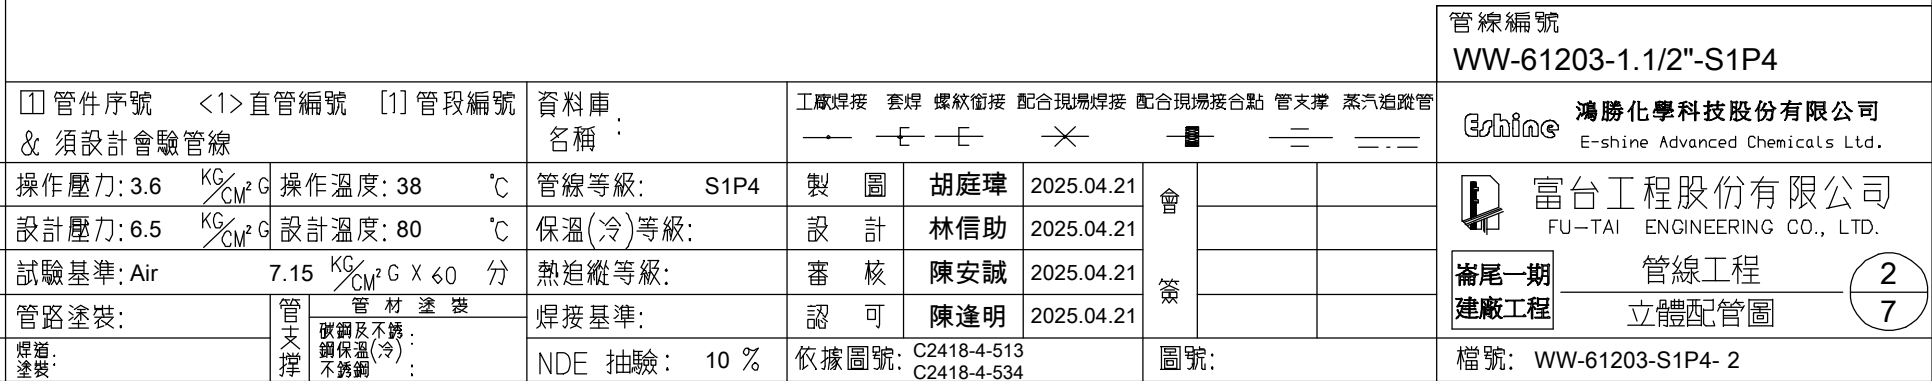 管線編號
WW-61203-1.1/2"-S1P4
1 管件序號 <1>直管編號 [1]管段編號
& 須設計會驗管線
資料庫
名稱 :
工廠焊接 套焊 螺紋銜接 配合現場焊接 配合現場接合點 管支撐 蒸汽追蹤管
Eshine 鴻勝化學科技股份有限公司
E-shine Advanced Chemicals Ltd.
操作壓力: 3.6 KG/CM² G 操作溫度: 38 °C 管線等級: S1P4 製 圖 胡庭瑋 2025.04.21
設計壓力: 6.5 KG/CM² G 設計溫度: 80 °C 保溫(冷)等級: 設 計 林信助 2025.04.21
試驗基準: Air 7.15 KG/CM² G X 60 分 熱追縱等級: 審 核 陳安誠 2025.04.21
管路塗裝: 管支撐 管材塗裝 焊接基準: 認 可 陳逢明 2025.04.21
會簽
富台工程股份有限公司
FU-TAI ENGINEERING CO., LTD.
崙尾一期
建廠工程
管線工程
立體配管圖
2
7
焊道:
塗裝
碳鋼及不銹 :
鋼保溫(冷)
不銹鋼 :
NDE 抽驗: 10 %
依據圖號: C2418-4-513
C2418-4-534
圖號:
檔號: WW-61203-S1P4- 2